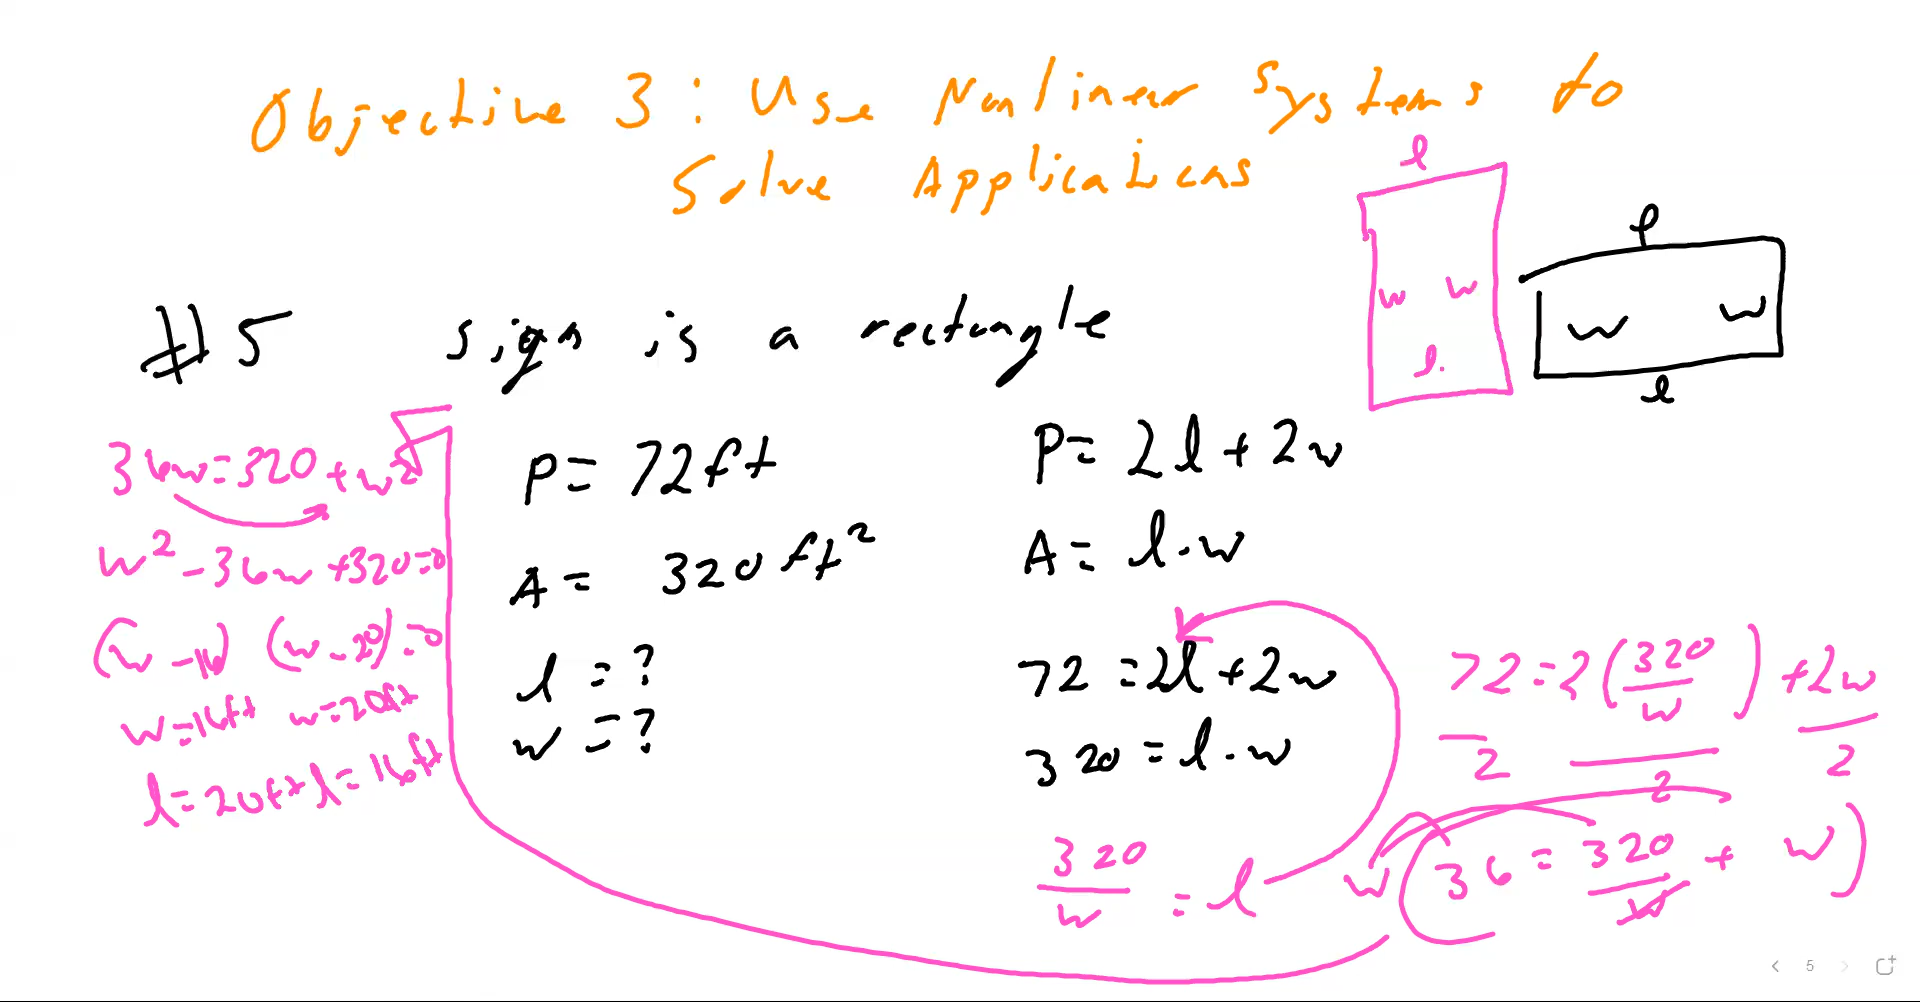 Objective 3: Use Nonlinear Systems to
Solve Applications
l
w w
l.
l
w w
l
#5 sign is a rectangle
P = 72ft
A = 320 ft²
l = ?
w = ?
P = 2l + 2w
A = l·w
72 = 2l + 2w
320 = l·w
320/w = l
72/2 = 2(320/w)/2 + 2w/2
w(36 = 320/w + w)
36w = 320 + w²
w² - 36w + 320 = 0
(w - 16) (w - 20) = 0
w = 16ft w = 20ft
l = 20ft l = 16ft
< 5 >